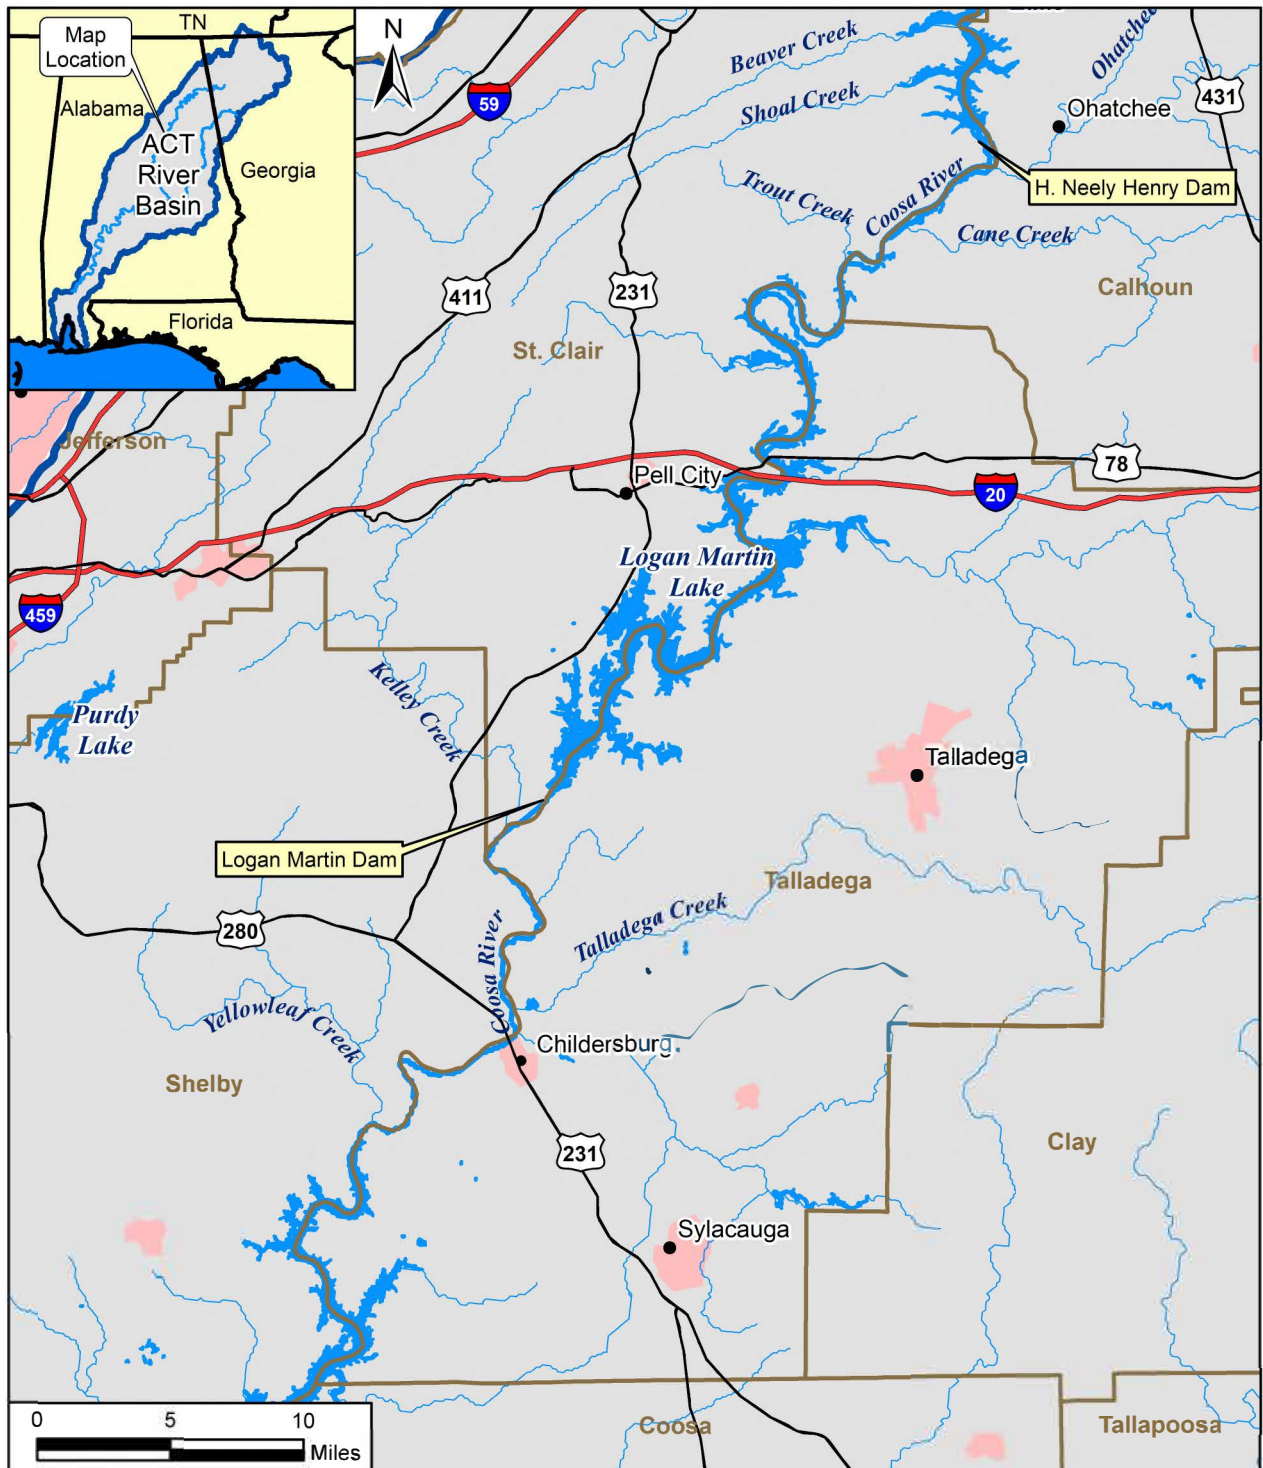 TN
Map
Location
Alabama
ACT
River
Basin
Georgia
Florida
N
59
Beaver Creek
Shoal Creek
Ohatchee
431
Ohatchee
H. Neely Henry Dam
Trout Creek
Coosa River
Cane Creek
Calhoun
411
231
St. Clair
Jefferson
78
Pell City
20
Logan Martin
Lake
459
Kelley Creek
Purdy
Lake
Talladega
Logan Martin Dam
Talladega
Talladega Creek
280
Coosa River
Yellowleaf Creek
Childersburg
Shelby
231
Clay
Sylacauga
Coosa
Tallapoosa
0 5 10
Miles